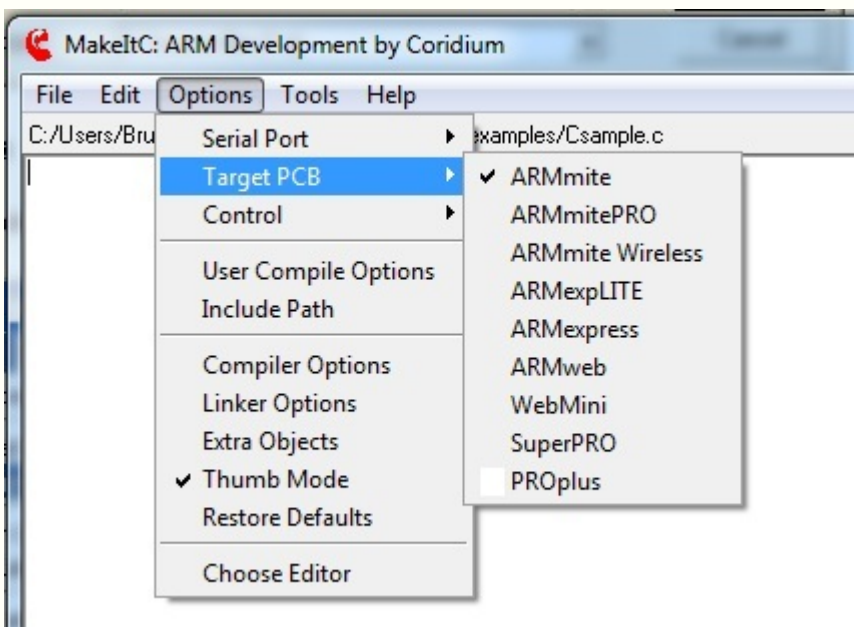 MakeItC: ARM Development by Coridium
Cancel
File Edit Options Tools Help
C:/Users/Bru examples/Csample.c
Serial Port
Target PCB
Control
User Compile Options
Include Path
Compiler Options
Linker Options
Extra Objects
Thumb Mode
Restore Defaults
Choose Editor
ARMmite
ARMmitePRO
ARMmite Wireless
ARMexpLITE
ARMexpress
ARMweb
WebMini
SuperPRO
PROplus